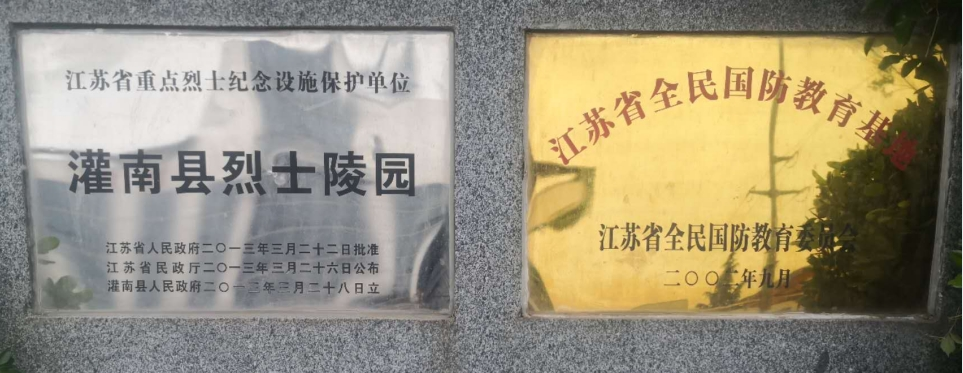 江苏省重点烈士纪念设施保护单位
灌南县烈士陵园
江苏省人民政府二〇一三年三月二十二日批准
江苏省民政厅二〇一三年三月二十六日公布
灌南县人民政府二〇一三年三月二十八日立
江苏省全民国防教育基地
江苏省全民国防教育委员会
二〇〇二年九月